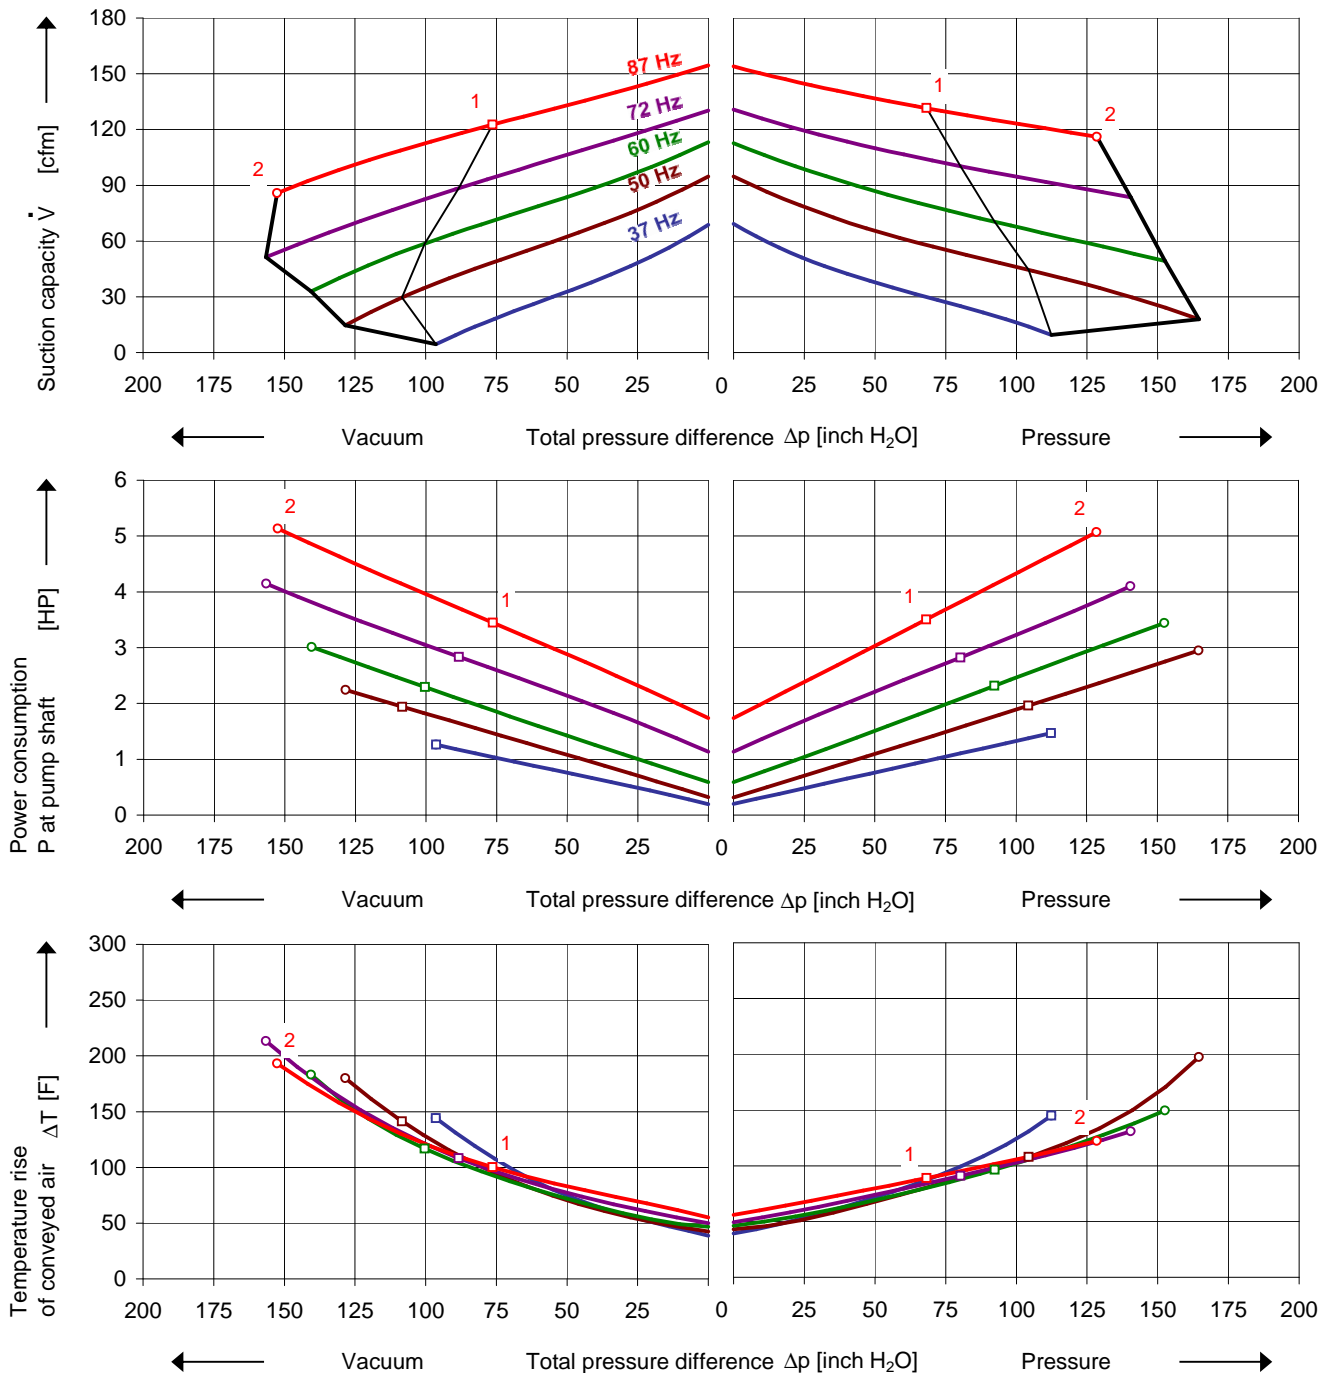 Suction capacity V̇ [cfm]
180
150
120
90
60
30
0
87 Hz
72 Hz
60 Hz
50 Hz
37 Hz
1
2
1
2
200 175 150 125 100 75 50 25 0 25 50 75 100 125 150 175 200
Vacuum Total pressure difference Δp [inch H₂O] Pressure
Power consumption
P at pump shaft [HP]
6
5
4
3
2
1
0
2
1
1
2
200 175 150 125 100 75 50 25 0 25 50 75 100 125 150 175 200
Vacuum Total pressure difference Δp [inch H₂O] Pressure
Temperature rise
of conveyed air ΔT [F]
300
250
200
150
100
50
0
2
1
1
2
200 175 150 125 100 75 50 25 0 25 50 75 100 125 150 175 200
Vacuum Total pressure difference Δp [inch H₂O] Pressure